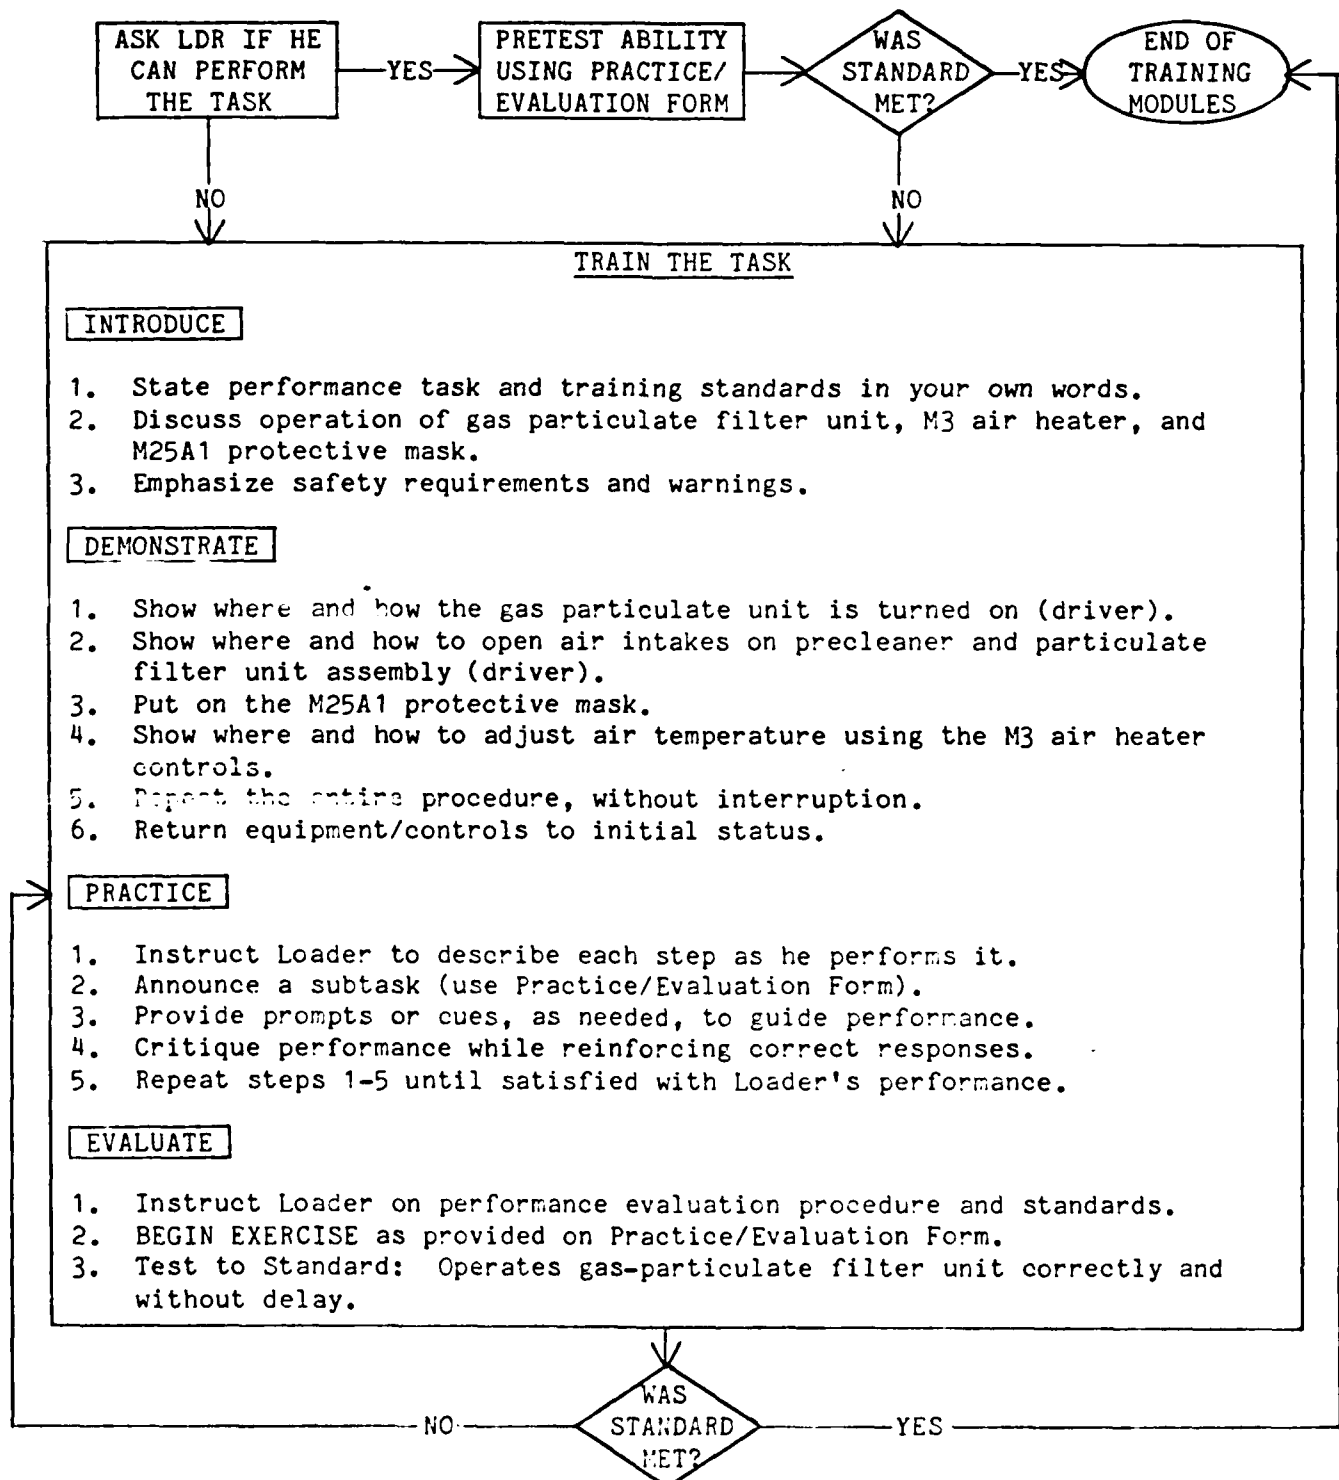 ASK LDR IF HE
CAN PERFORM
THE TASK
YES
PRETEST ABILITY
USING PRACTICE/
EVALUATION FORM
WAS
STANDARD
MET?
YES
END OF
TRAINING
MODULES
NO
NO
TRAIN THE TASK
INTRODUCE
1. State performance task and training standards in your own words.
2. Discuss operation of gas particulate filter unit, M3 air heater, and
M25A1 protective mask.
3. Emphasize safety requirements and warnings.
DEMONSTRATE
1. Show where and how the gas particulate unit is turned on (driver).
2. Show where and how to open air intakes on precleaner and particulate
filter unit assembly (driver).
3. Put on the M25A1 protective mask.
4. Show where and how to adjust air temperature using the M3 air heater
controls.
5. Repeat the entire procedure, without interruption.
6. Return equipment/controls to initial status.
PRACTICE
1. Instruct Loader to describe each step as he performs it.
2. Announce a subtask (use Practice/Evaluation Form).
3. Provide prompts or cues, as needed, to guide performance.
4. Critique performance while reinforcing correct responses.
5. Repeat steps 1-5 until satisfied with Loader's performance.
EVALUATE
1. Instruct Loader on performance evaluation procedure and standards.
2. BEGIN EXERCISE as provided on Practice/Evaluation Form.
3. Test to Standard: Operates gas-particulate filter unit correctly and
without delay.
NO
WAS
STANDARD
MET?
YES